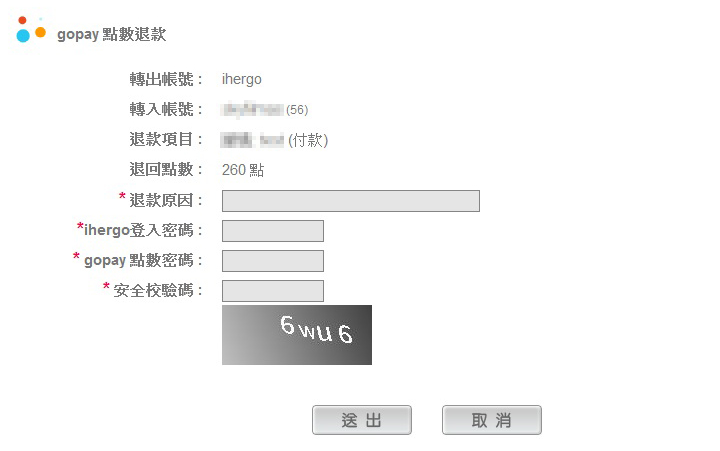 gopay 點數退款
轉出帳號： ihergo
轉入帳號： (56)
退款項目： (付款)
退回點數： 260 點
* 退款原因：
*ihergo登入密碼：
* gopay 點數密碼：
* 安全校驗碼：
6wu6
送出 取消